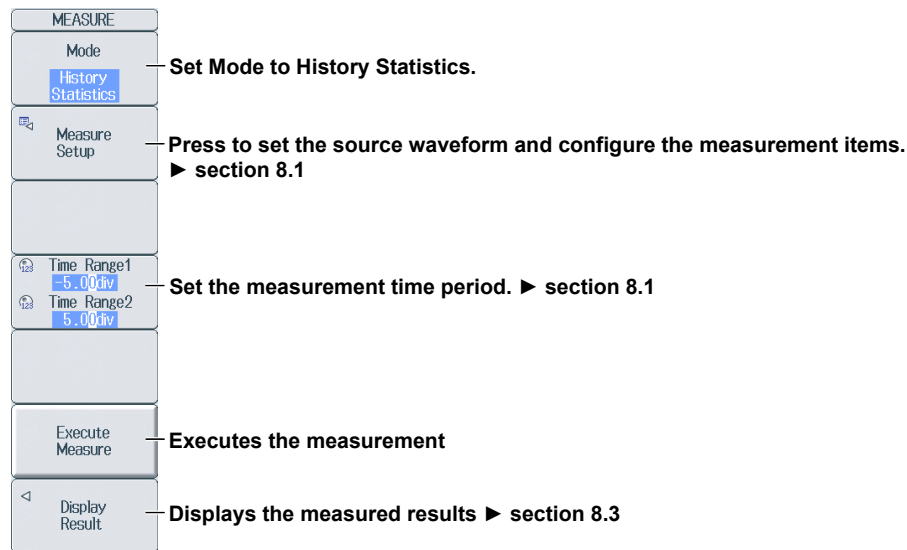 MEASURE
Mode
History
Statistics
Set Mode to History Statistics.
Measure
Setup
Press to set the source waveform and configure the measurement items.
► section 8.1
123 Time Range1
-5.00div
123 Time Range2
5.00div
Set the measurement time period. ► section 8.1
Execute
Measure
Executes the measurement
Display
Result
Displays the measured results ► section 8.3